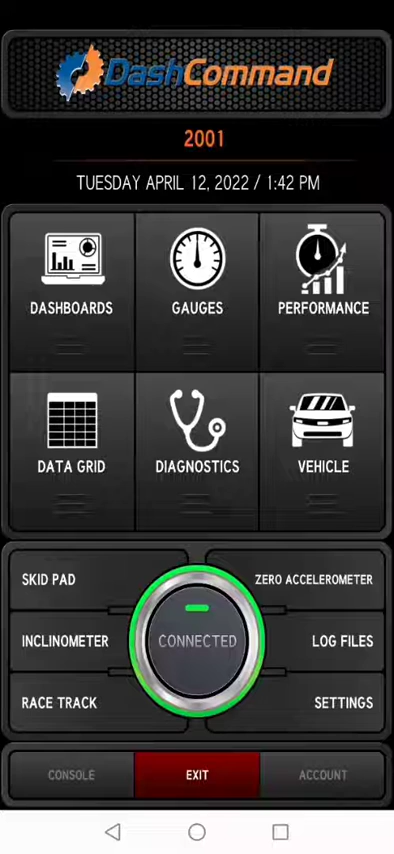 DashCommand
2001
TUESDAY APRIL 12, 2022 / 1:42 PM
DASHBOARDS
GAUGES
PERFORMANCE
DATA GRID
DIAGNOSTICS
VEHICLE
SKID PAD
ZERO ACCELEROMETER
INCLINOMETER
CONNECTED
LOG FILES
RACE TRACK
SETTINGS
CONSOLE
EXIT
ACCOUNT